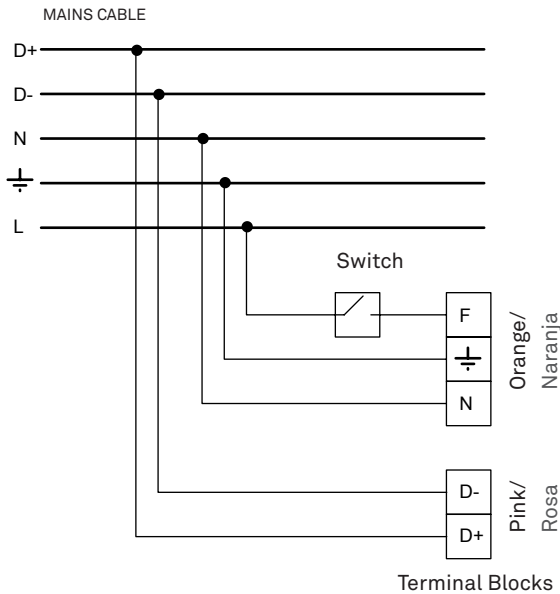 MAINS CABLE
D+
D-
N
L
Switch
F
N
Orange/
Naranja
D-
D+
Pink/
Rosa
Terminal Blocks